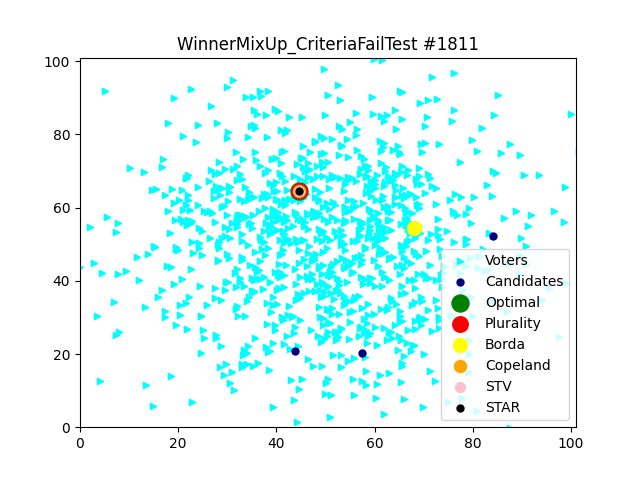 WinnerMixUp_CriteriaFailTest #1811
100
80
60
40
20
0
0
20
40
60
80
100
Voters
Candidates
Optimal
Plurality
Borda
Copeland
STV
STAR